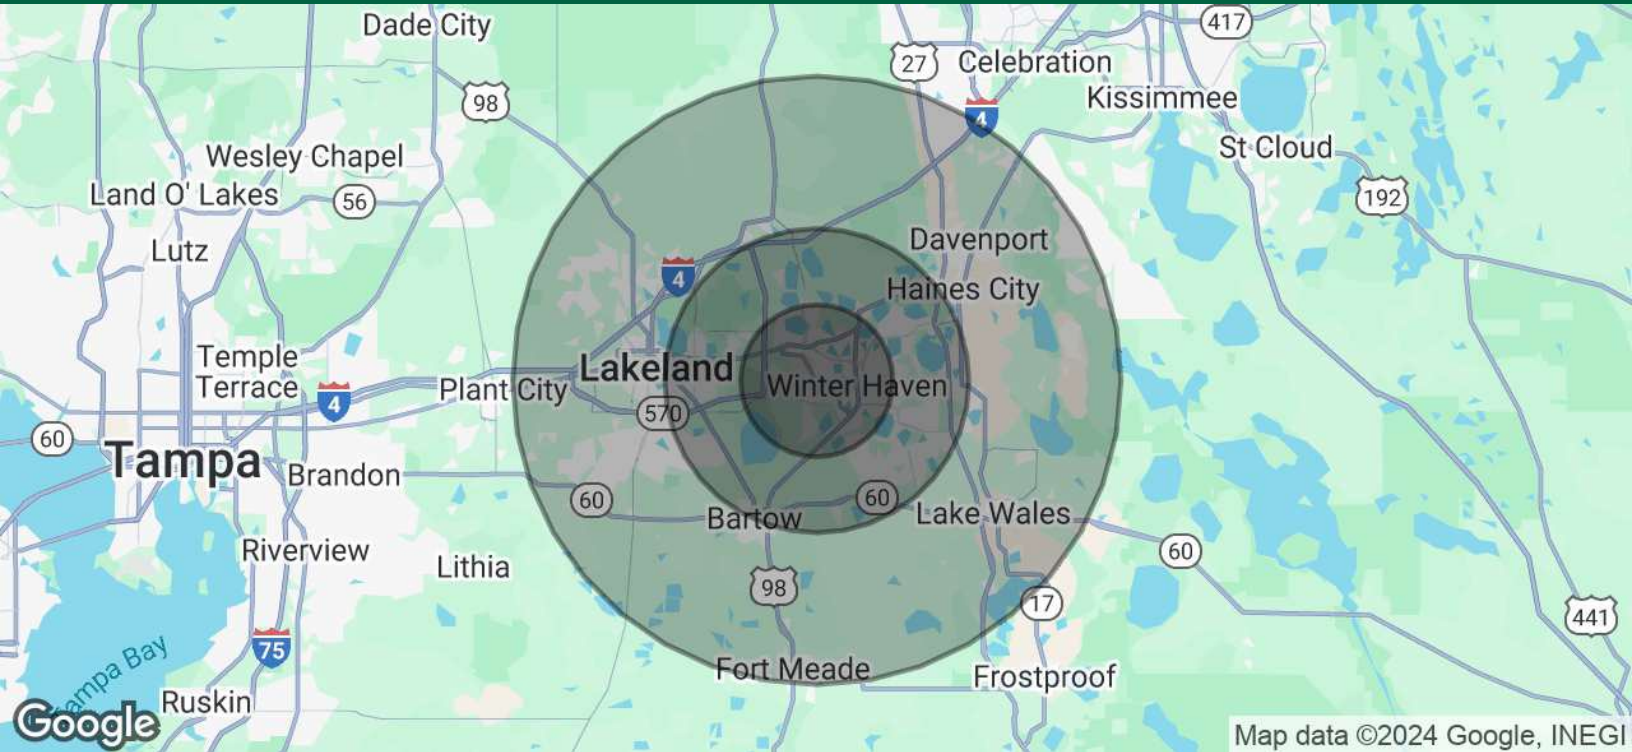 Dade City
417
27
Celebration
98
Kissimmee
4
Wesley Chapel
St Cloud
Land O' Lakes
56
192
Lutz
Davenport
4
Haines City
Temple
Terrace
Lakeland
Plant City
Winter Haven
4
570
60
Tampa
Brandon
60
60
Bartow
Lake Wales
Riverview
60
Lithia
98
17
441
75
Fort Meade
Frostproof
Tampa Bay
Ruskin
Google
Map data ©2024 Google, INEGI